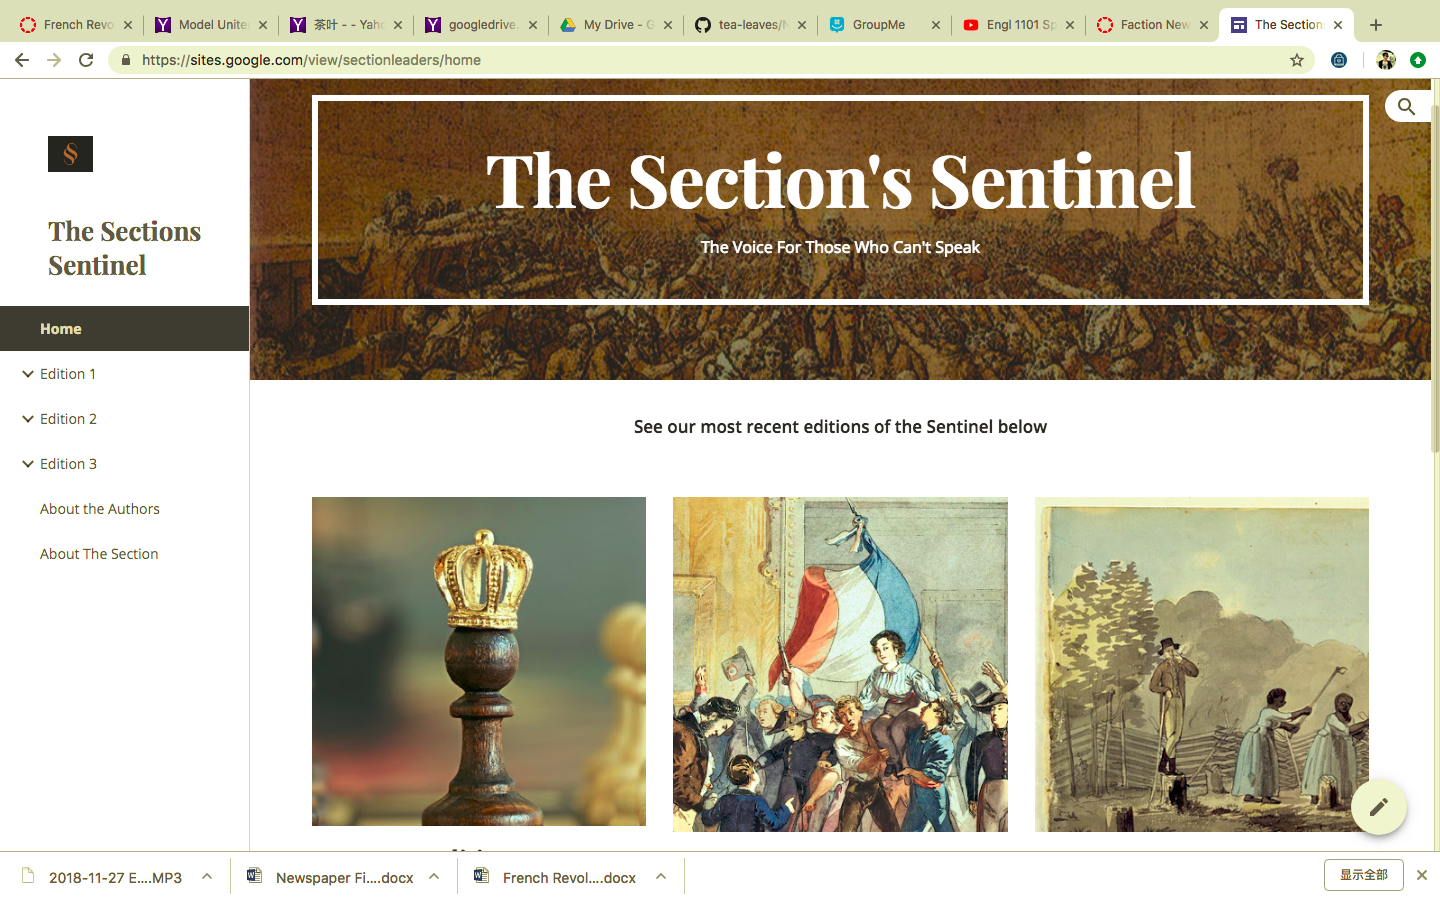 French Revo
Model Unite
茶叶 - - Yaho
googledrive.
My Drive - G
tea-leaves/N
GroupMe
Engl 1101 Sp
Faction New
The Section
https://sites.google.com/view/sectionleaders/home
The Sections
Sentinel
Home
Edition 1
Edition 2
Edition 3
About the Authors
About The Section
The Section's Sentinel
The Voice For Those Who Can't Speak
See our most recent editions of the Sentinel below
2018-11-27 E....MP3
Newspaper Fi....docx
French Revol....docx
显示全部